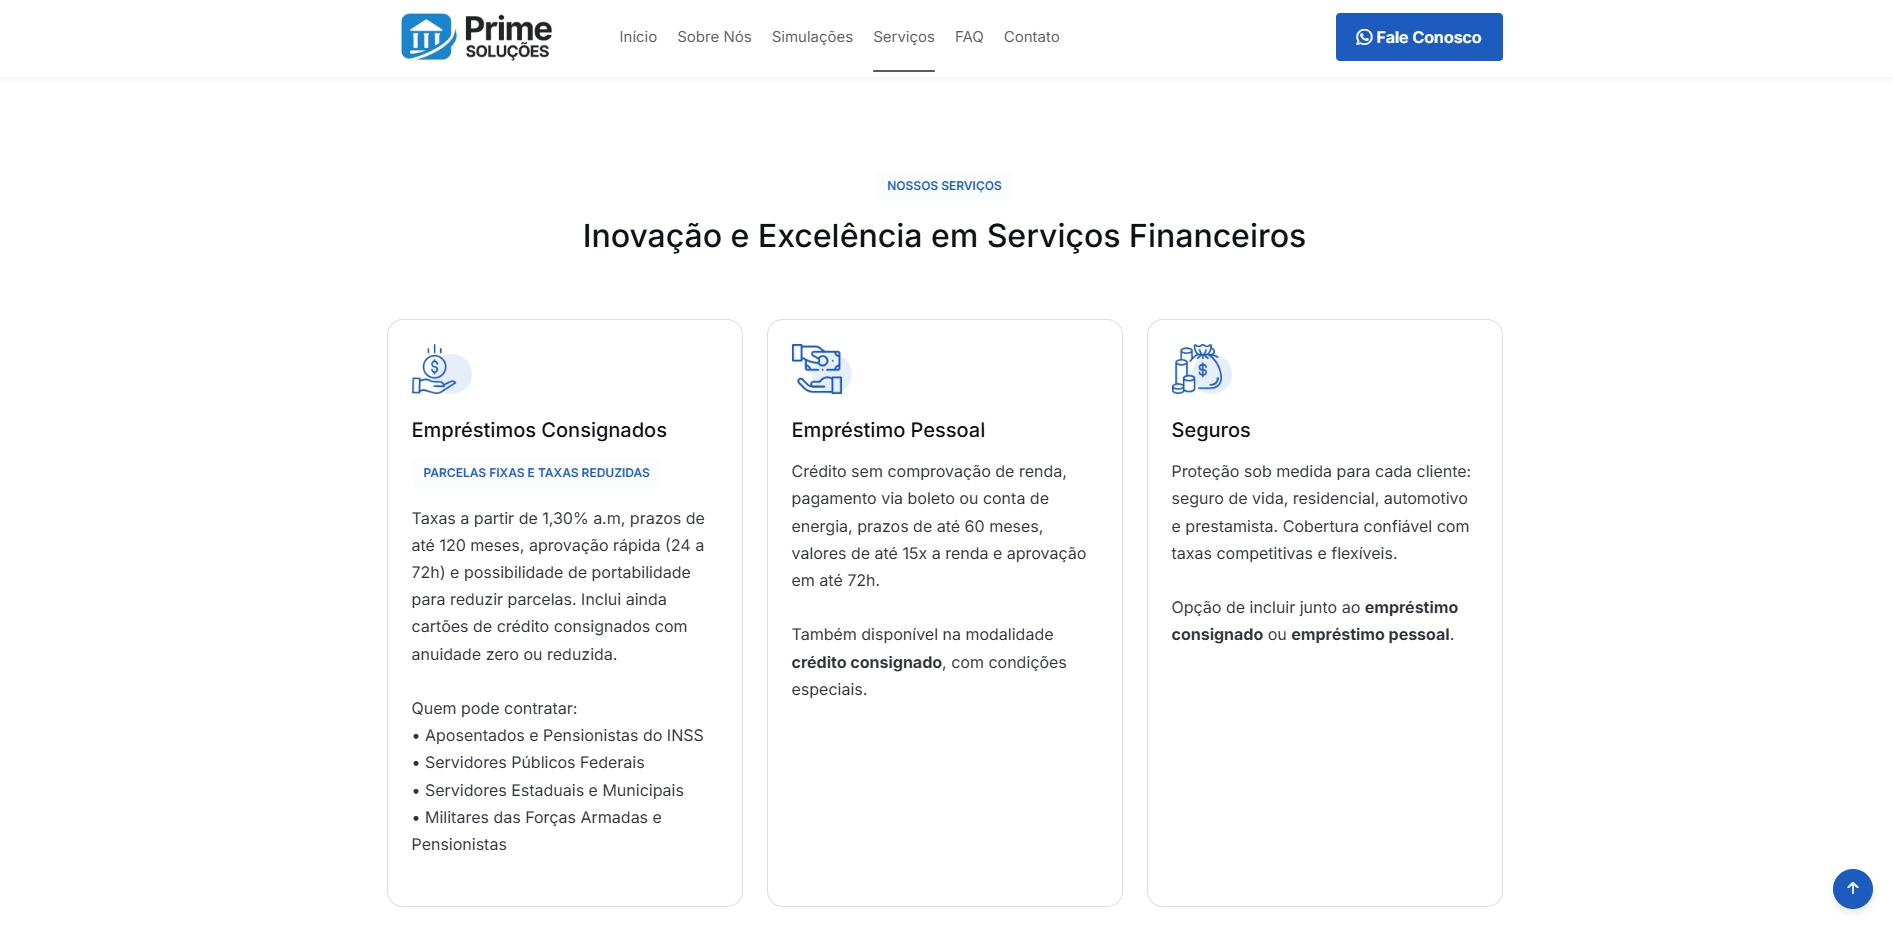 Prime
SOLUÇÕES
Início
Sobre Nós
Simulações
Serviços
FAQ
Contato
Fale Conosco
NOSSOS SERVIÇOS
Inovação e Excelência em Serviços Financeiros
Empréstimos Consignados
PARCELAS FIXAS E TAXAS REDUZIDAS
Taxas a partir de 1,30% a.m, prazos de
até 120 meses, aprovação rápida (24 a
72h) e possibilidade de portabilidade
para reduzir parcelas. Inclui ainda
cartões de crédito consignados com
anuidade zero ou reduzida.
Quem pode contratar:
• Aposentados e Pensionistas do INSS
• Servidores Públicos Federais
• Servidores Estaduais e Municipais
• Militares das Forças Armadas e
Pensionistas
Empréstimo Pessoal
Crédito sem comprovação de renda,
pagamento via boleto ou conta de
energia, prazos de até 60 meses,
valores de até 15x a renda e aprovação
em até 72h.
Também disponível na modalidade
crédito consignado, com condições
especiais.
Seguros
Proteção sob medida para cada cliente:
seguro de vida, residencial, automotivo
e prestamista. Cobertura confiável com
taxas competitivas e flexíveis.
Opção de incluir junto ao empréstimo
consignado ou empréstimo pessoal.